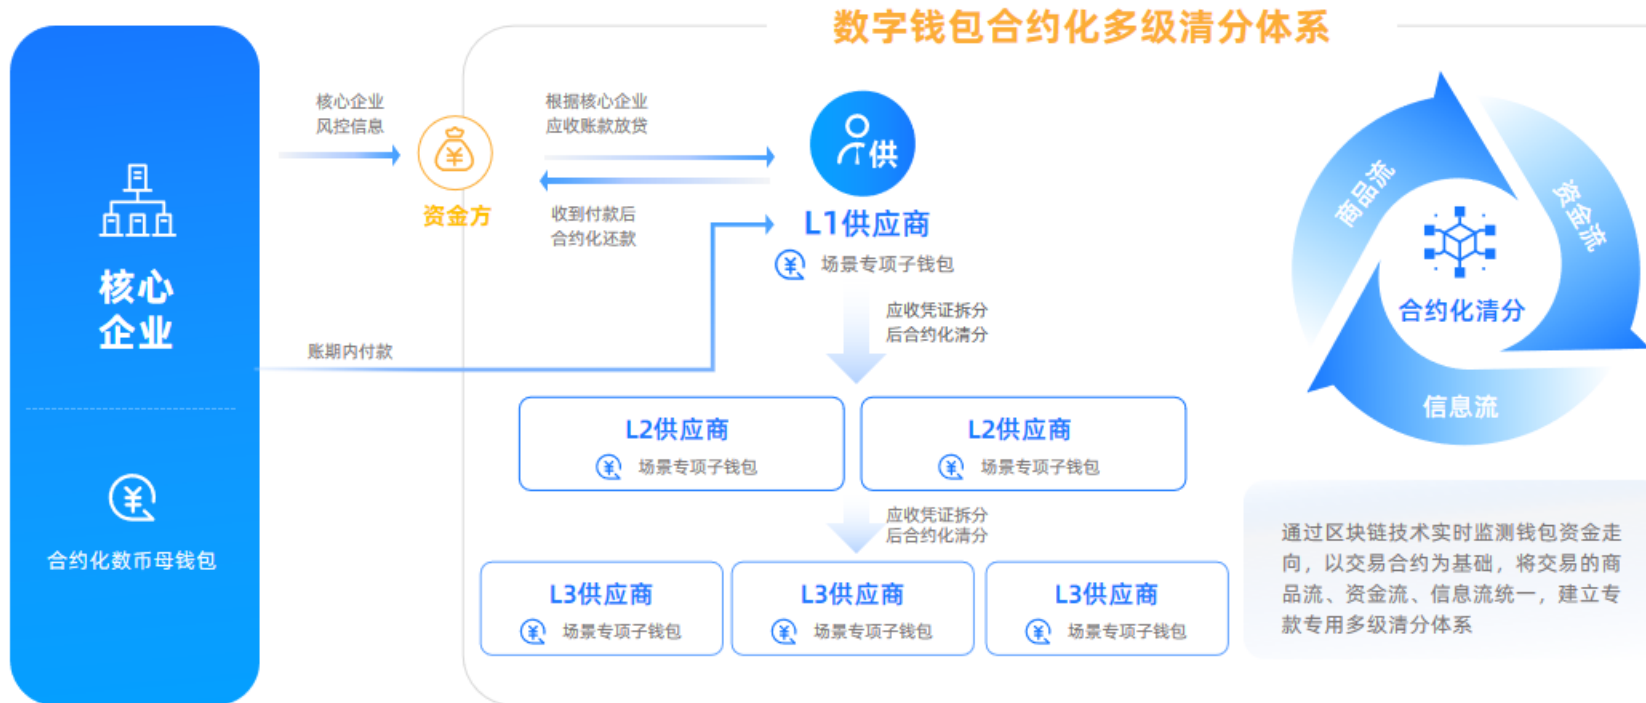 数字钱包合约化多级清分体系
核心
企业
合约化数币母钱包
核心企业
风控信息
资金方
根据核心企业
应收账款放贷
收到付款后
合约化还款
账期内付款
供
L1供应商
场景专项子钱包
应收凭证拆分
后合约化清分
L2供应商
场景专项子钱包
L2供应商
场景专项子钱包
应收凭证拆分
后合约化清分
L3供应商
场景专项子钱包
L3供应商
场景专项子钱包
L3供应商
场景专项子钱包
商品流
资金流
合约化清分
信息流
通过区块链技术实时监测钱包资金走
向，以交易合约为基础，将交易的商
品流、资金流、信息流统一，建立专
款专用多级清分体系